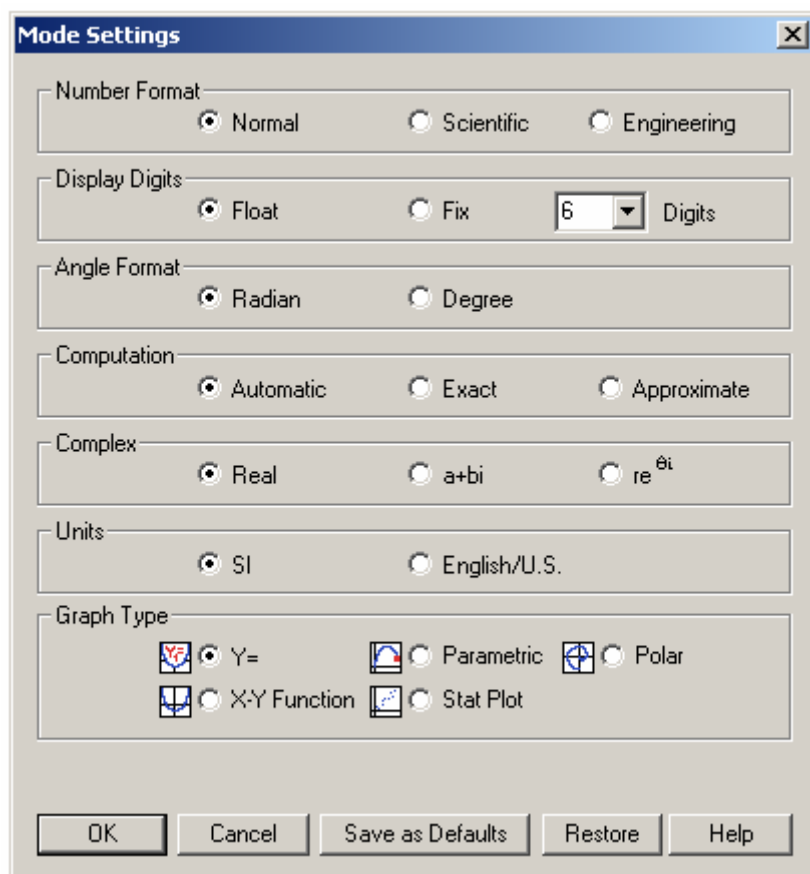 Mode Settings
Number Format
Normal Scientific Engineering
Display Digits
Float Fix 6 Digits
Angle Format
Radian Degree
Computation
Automatic Exact Approximate
Complex
Real a+bi re^θi
Units
SI English/U.S.
Graph Type
Y= Parametric Polar
X-Y Function Stat Plot
OK Cancel Save as Defaults Restore Help